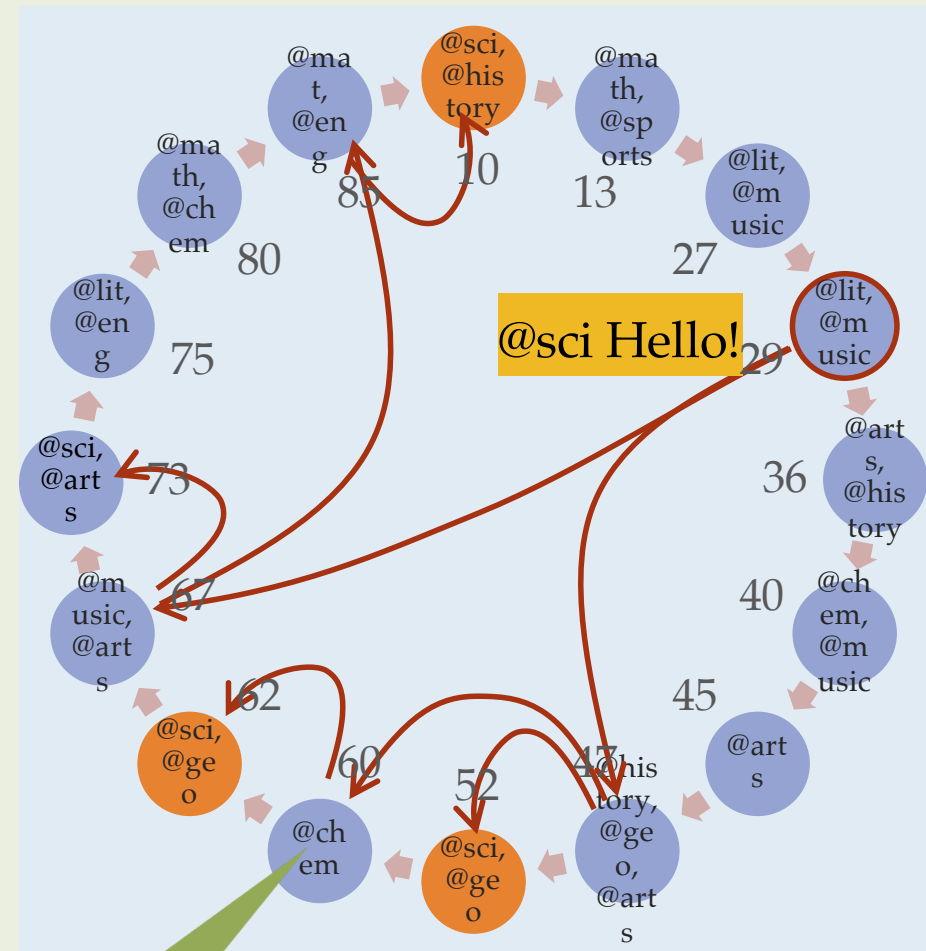 @sci,
@his
tory
10
@ma
th,
@sp
orts
13
@lit,
@m
usic
27
@lit,
@m
usic
29
@sci Hello!
@art
s,
@his
tory
36
@ch
em,
@m
usic
40
@art
s
45
@his
tory,
@ge
o,
@art
s
47
@sci,
@ge
o
52
@ch
em
60
@sci,
@ge
o
62
@m
usic,
@art
s
67
@sci,
@art
s
73
@lit,
@en
g
75
@ma
th,
@ch
em
80
@ma
t,
@en
g
85